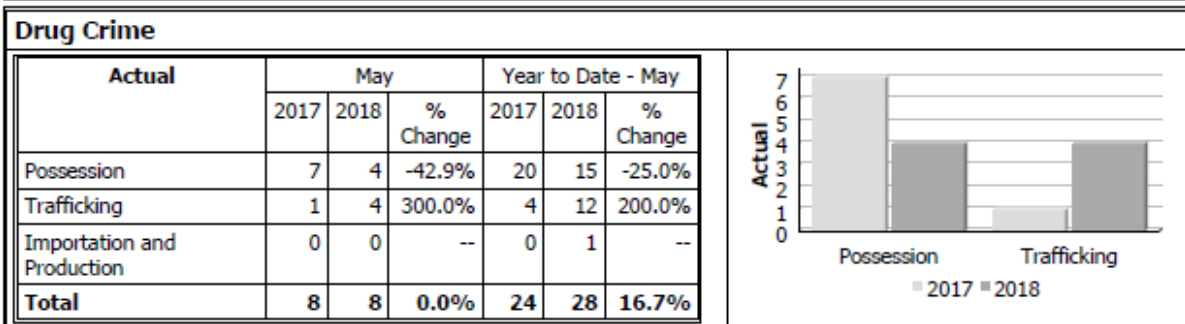 Drug Crime
Actual May Year to Date - May
2017 2018 % Change 2017 2018 % Change
Possession 7 4 -42.9% 20 15 -25.0%
Trafficking 1 4 300.0% 4 12 200.0%
Importation and Production 0 0 -- 0 1 --
Total 8 8 0.0% 24 28 16.7%
Actual
7
6
5
4
3
2
1
0
Possession Trafficking
2017 2018